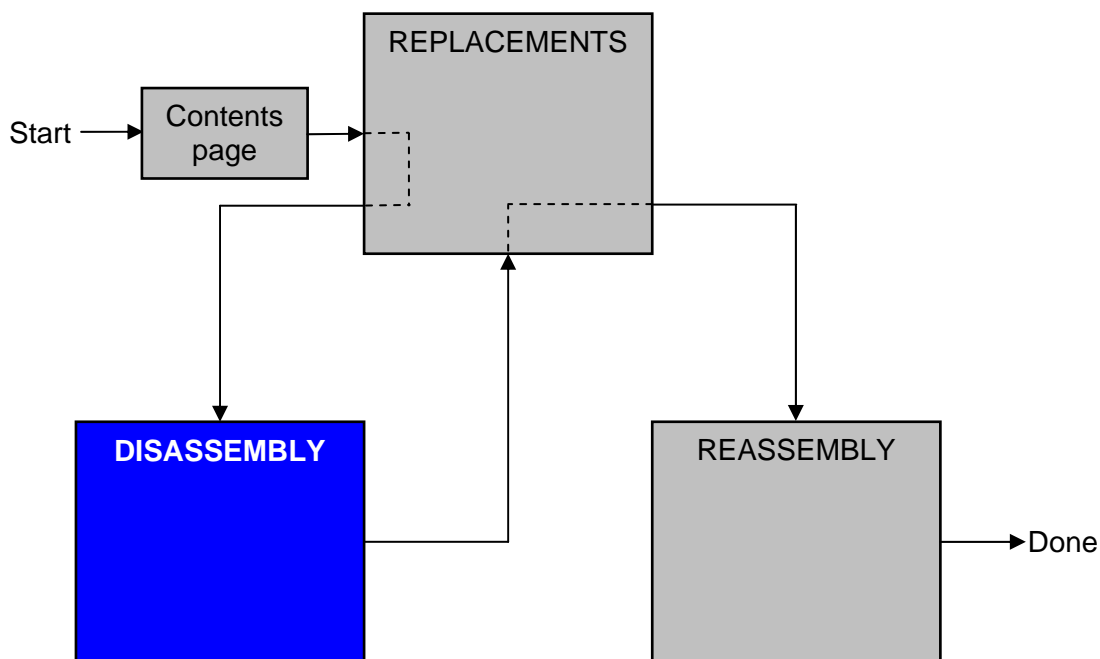 REPLACEMENTS
Start
Contents
page
DISASSEMBLY
REASSEMBLY
Done